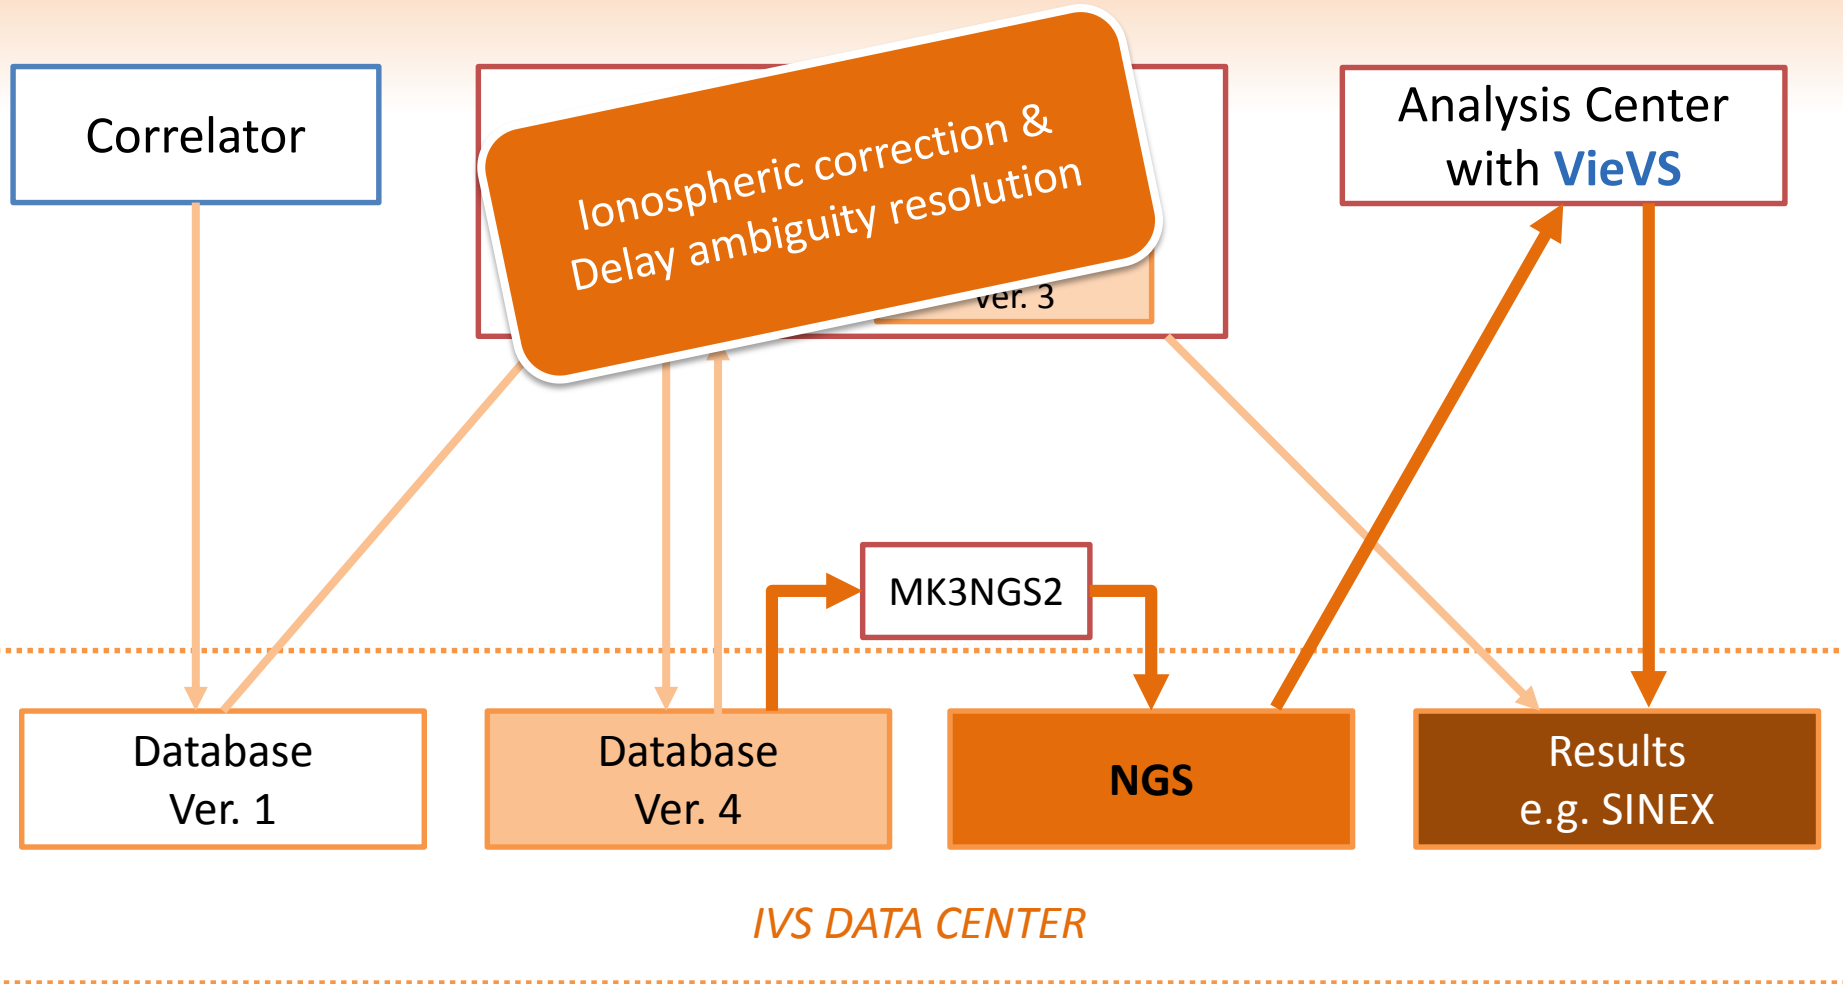 Correlator
Ionospheric correction &
Delay ambiguity resolution
Ver. 3
Analysis Center
with VieVS
MK3NGS2
Database
Ver. 1
Database
Ver. 4
NGS
Results
e.g. SINEX
IVS DATA CENTER